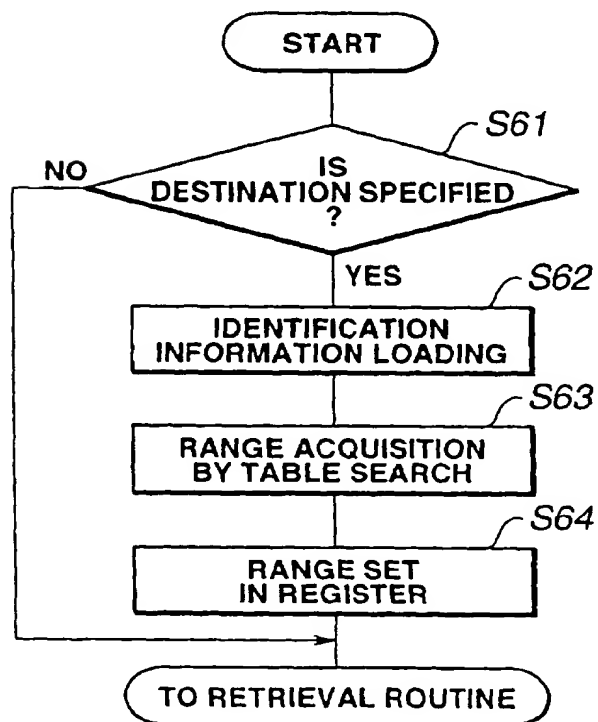 START
S61
NO
IS
DESTINATION SPECIFIED
?
YES
S62
IDENTIFICATION
INFORMATION LOADING
S63
RANGE ACQUISITION
BY TABLE SEARCH
S64
RANGE SET
IN REGISTER
TO RETRIEVAL ROUTINE